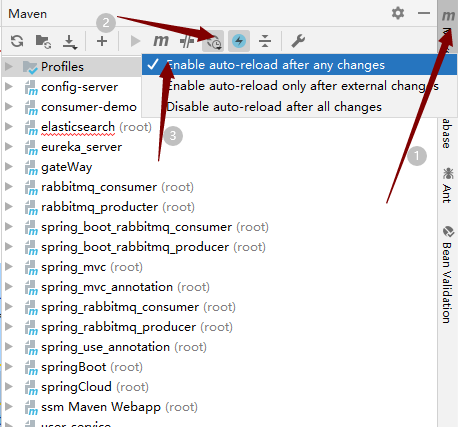 Maven
m
2
m
Profiles
Enable auto-reload after any changes
Enable auto-reload only after external changes
Disable auto-reload after all changes
config-server
consumer-demo
elasticsearch (root)
3
1
abase
eureka_server
gateWay
Ant
rabbitmq_consumer (root)
rabbitmq_producter (root)
spring_boot_rabbitmq_consumer (root)
spring_boot_rabbitmq_producer (root)
Bean Validation
spring_mvc (root)
spring_mvc_annotation (root)
spring_rabbitmq_consumer (root)
spring_rabbitmq_producer (root)
spring_use_annotation (root)
springBoot (root)
springCloud (root)
ssm Maven Webapp (root)